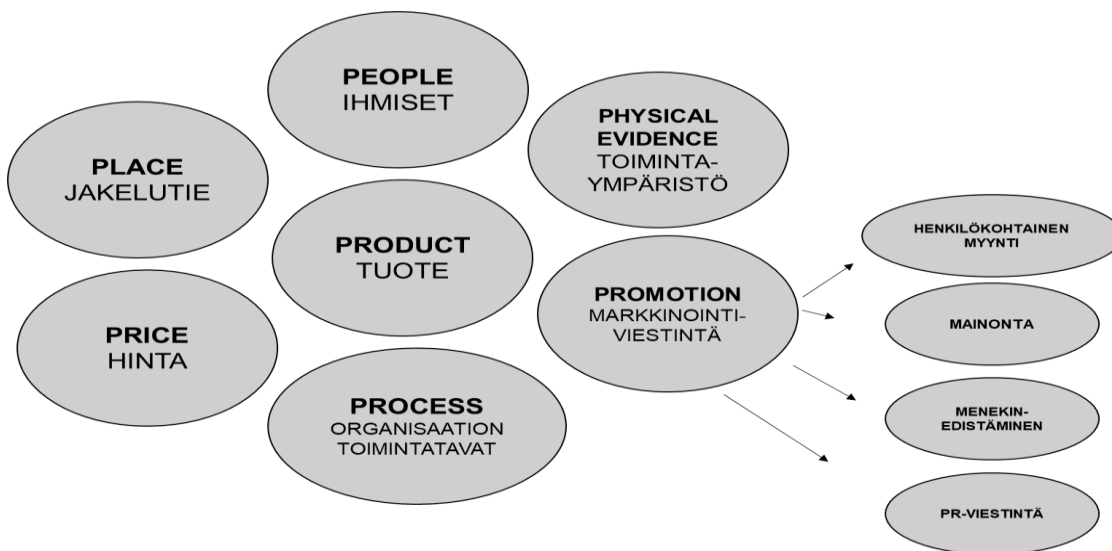 PEOPLE
IHMISET
PHYSICAL
EVIDENCE
TOIMINTA-
YMPÄRISTÖ
PLACE
JAKELUTIE
PRODUCT
TUOTE
PROMOTION
MARKKINOINTI-
VIESTINTÄ
PRICE
HINTA
PROCESS
ORGANISAATION
TOIMINTATAVAT
HENKILÖKOHTAINEN
MYYNTI
MAINONTA
MENEKIN-
EDISTÄMINEN
PR-VIESTINTÄ